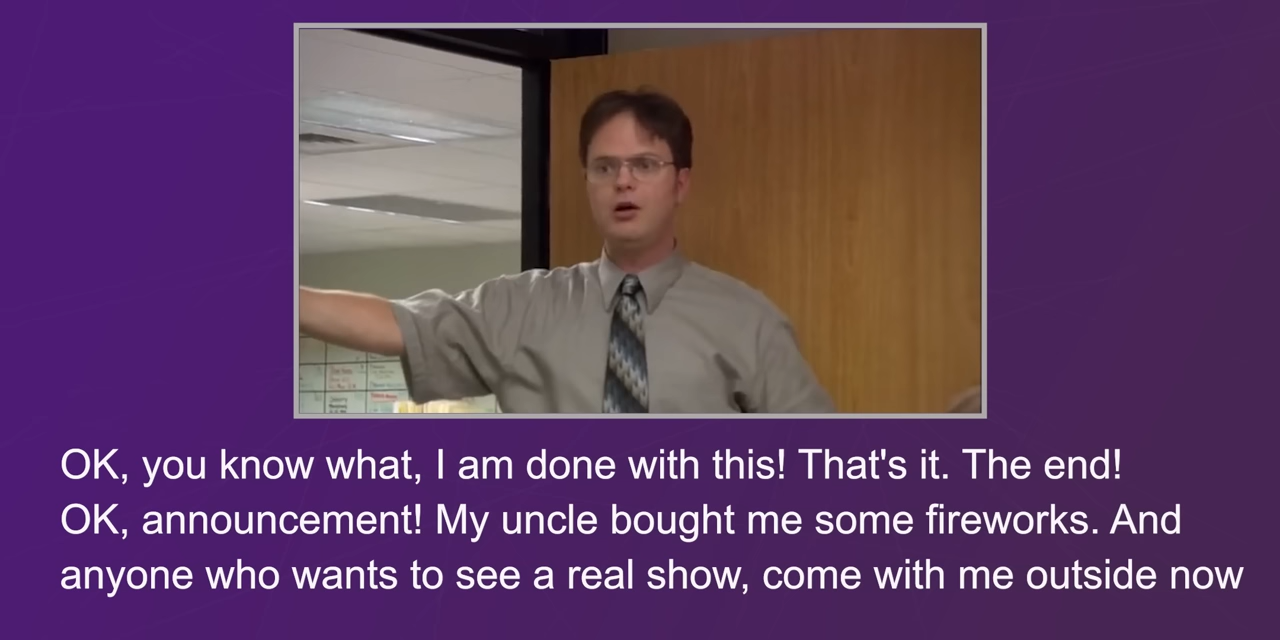 OK, you know what, I am done with this! That's it. The end!
OK, announcement! My uncle bought me some fireworks. And
anyone who wants to see a real show, come with me outside now